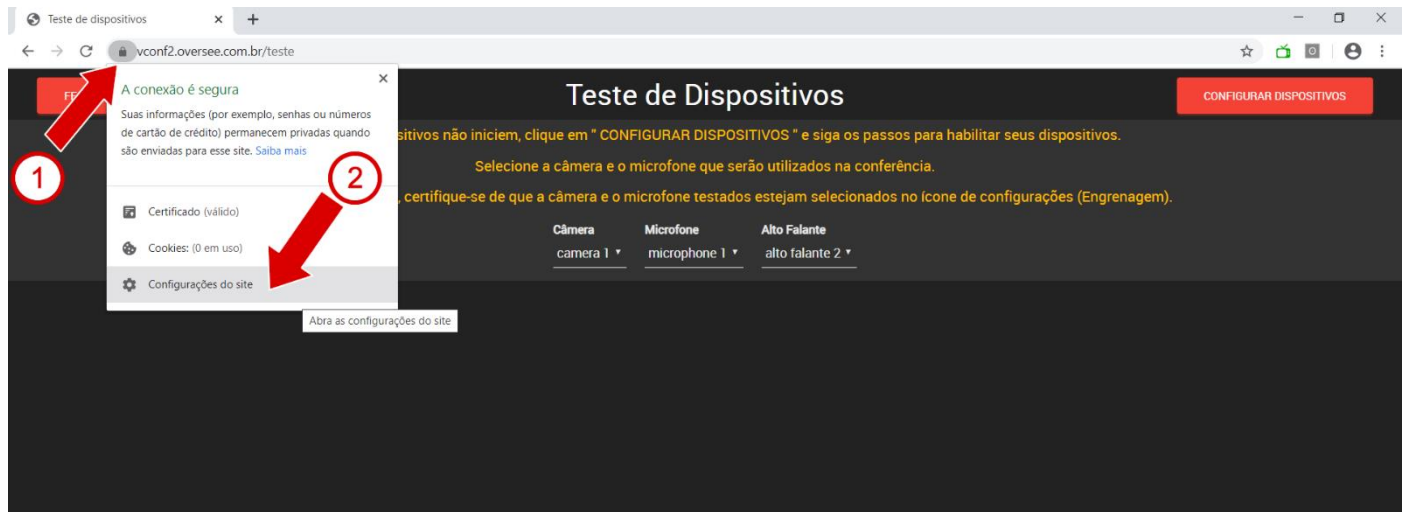 Teste de dispositivos
vconf2.oversee.com.br/teste
A conexão é segura
Suas informações (por exemplo, senhas ou números
de cartão de crédito) permanecem privadas quando
são enviadas para esse site. Saiba mais
Certificado (válido)
Cookies: (0 em uso)
Configurações do site
Abra as configurações do site
1
2
Teste de Dispositivos
CONFIGURAR DISPOSITIVOS
não iniciem, clique em " CONFIGURAR DISPOSITIVOS " e siga os passos para habilitar seus dispositivos.
Selecione a câmera e o microfone que serão utilizados na conferência.
, certifique-se de que a câmera e o microfone testados estejam selecionados no ícone de configurações (Engrenagem).
Câmera Microfone Alto Falante
camera 1 microphone 1 alto falante 2